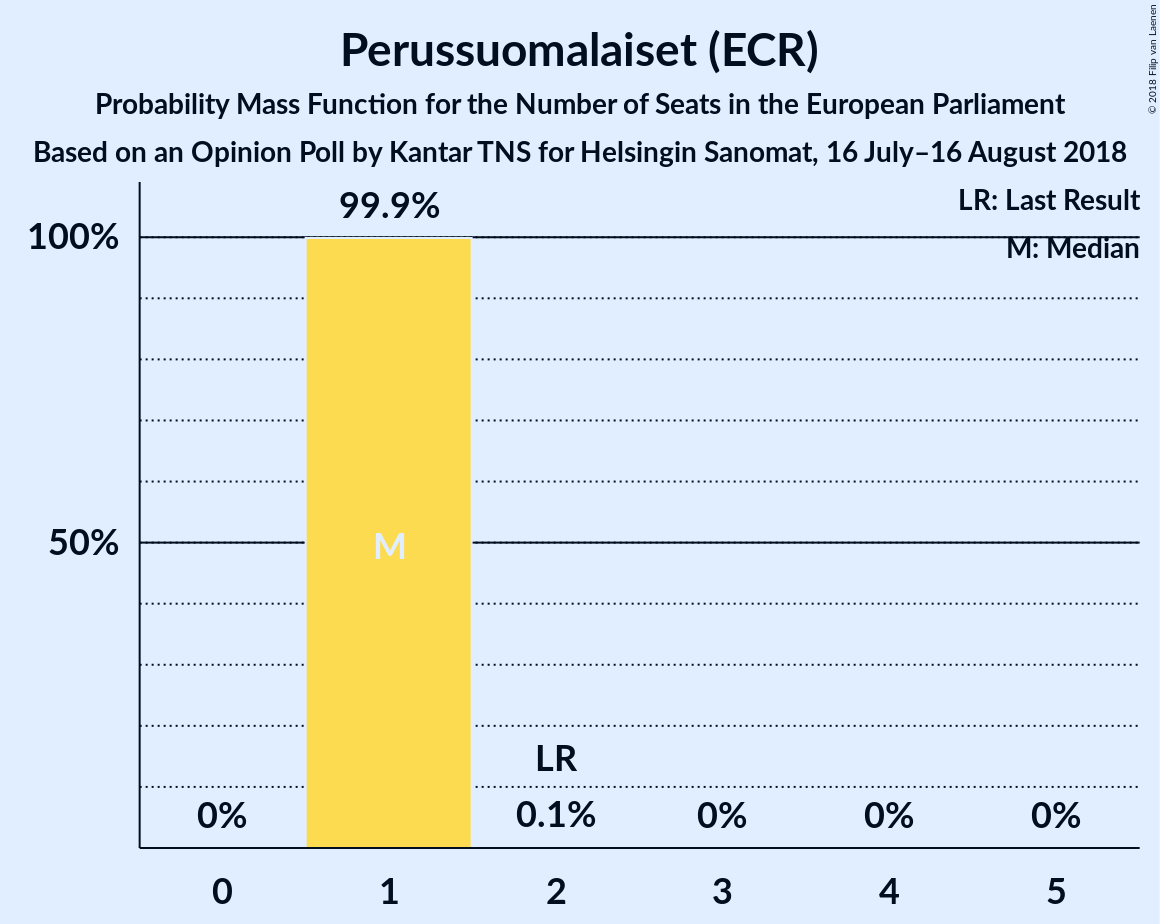 Perussuomalaiset (ECR)
Probability Mass Function for the Number of Seats in the European Parliament
Based on an Opinion Poll by Kantar TNS for Helsingin Sanomat, 16 July–16 August 2018
© 2018 Filip van Laenen
LR: Last Result
M: Median
99.9%
100%
50%
M
LR
0%
0.1%
0%
0%
0%
0
1
2
3
4
5